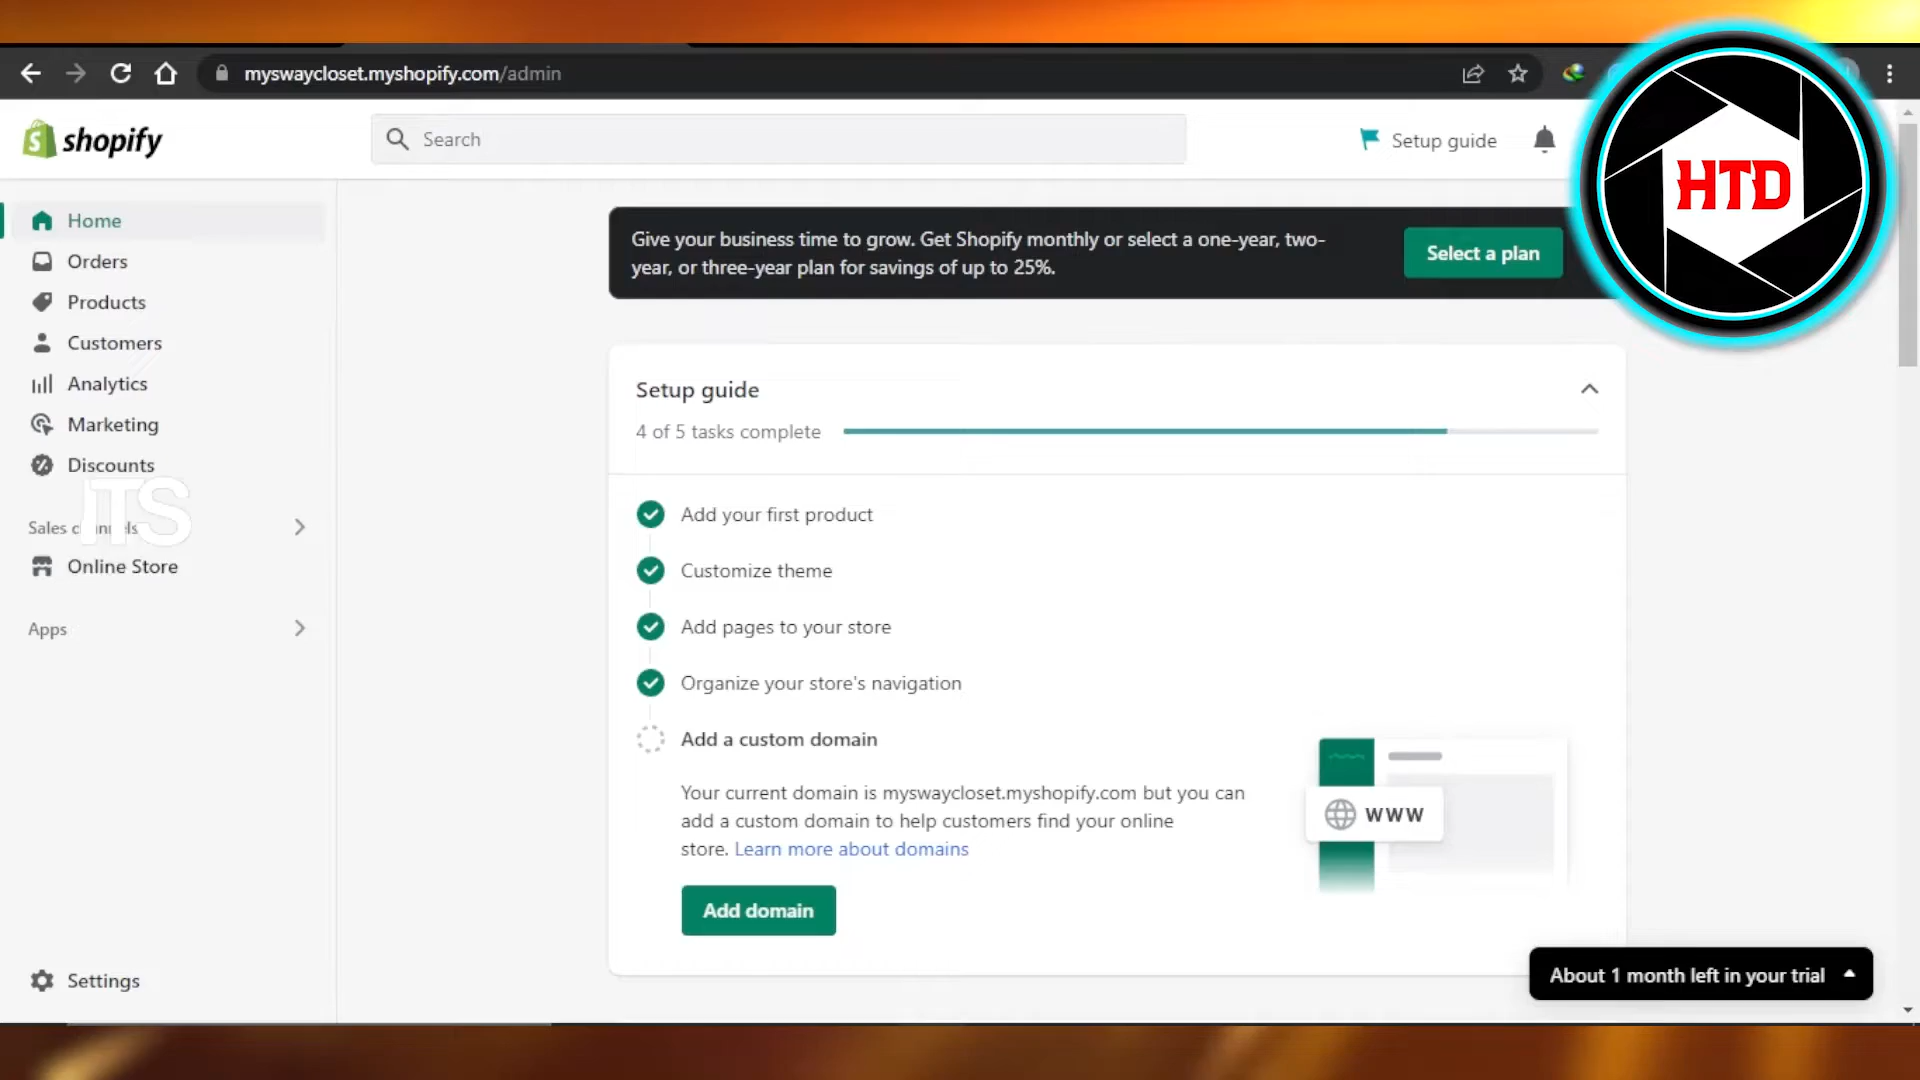 myswaycloset.myshopify.com/admin
HTD
shopify
Search
Setup guide
Home
Orders
Products
Customers
Analytics
Marketing
Discounts
ITS
Sales channels
Online Store
Apps
Settings
Give your business time to grow. Get Shopify monthly or select a one-year, two-
year, or three-year plan for savings of up to 25%.
Select a plan
Setup guide
4 of 5 tasks complete
Add your first product
Customize theme
Add pages to your store
Organize your store's navigation
Add a custom domain
Your current domain is myswaycloset.myshopify.com but you can
add a custom domain to help customers find your online
store. Learn more about domains
WWW
Add domain
About 1 month left in your trial